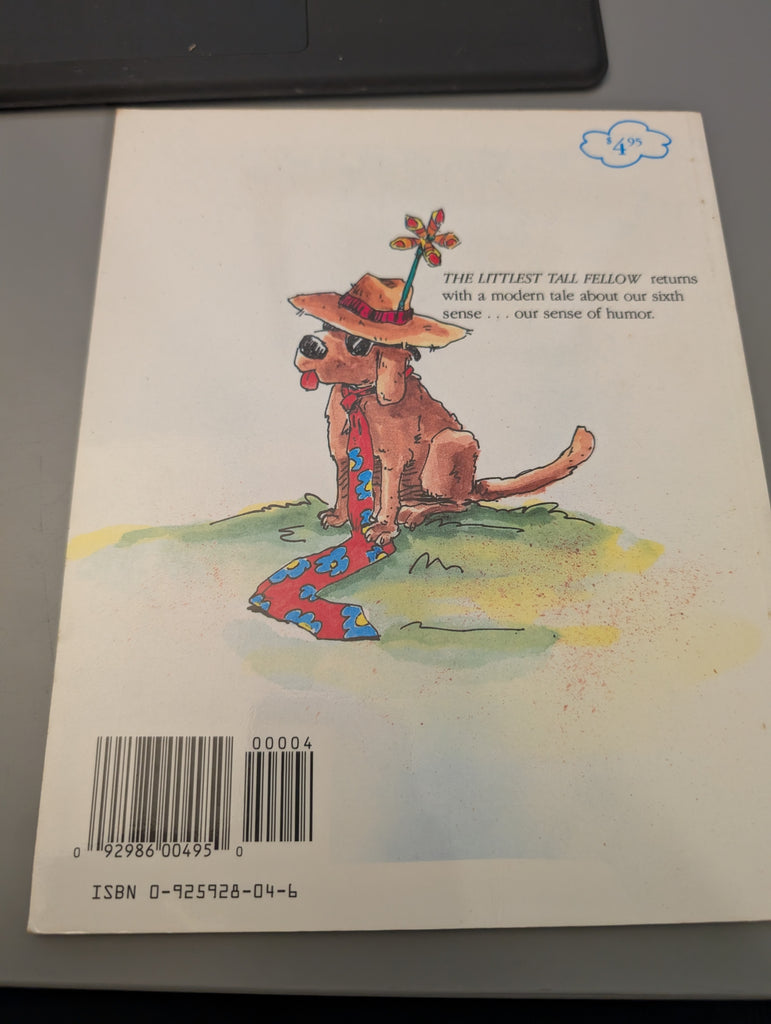 $4.95
THE LITTLEST TALL FELLOW returns
with a modern tale about our sixth
sense . . . our sense of humor.
00004
0 92986 00495 0
ISBN 0-925928-04-6